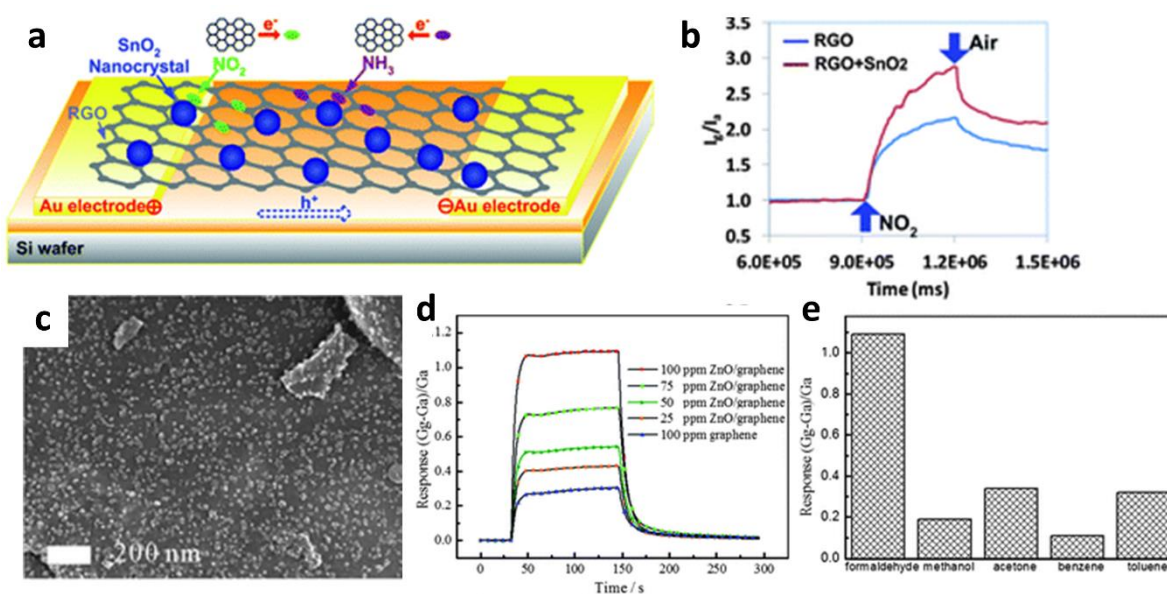 a
e⁻
e⁻
SnO₂
Nanocrystal
NO₂
NH₃
RGO
Au electrode⊕
h⁺
⊖Au electrode
Si wafer
b
RGO
RGO+SnO2
Air
NO₂
Ig/Ia
3.5
3.0
2.5
2.0
1.5
1.0
0.5
6.0E+05 9.0E+05 1.2E+06 1.5E+06
Time (ms)
c
200 nm
d
Response (Gg-Ga)/Ga
1.2
1.0
0.8
0.6
0.4
0.2
0.0
100 ppm ZnO/graphene
75 ppm ZnO/graphene
50 ppm ZnO/graphene
25 ppm ZnO/graphene
100 ppm graphene
0 50 100 150 200 250 300
Time / s
e
Response (Gg-Ga)/Ga
1.0
0.8
0.6
0.4
0.2
0.0
formaldehyde methanol acetone benzene toluene